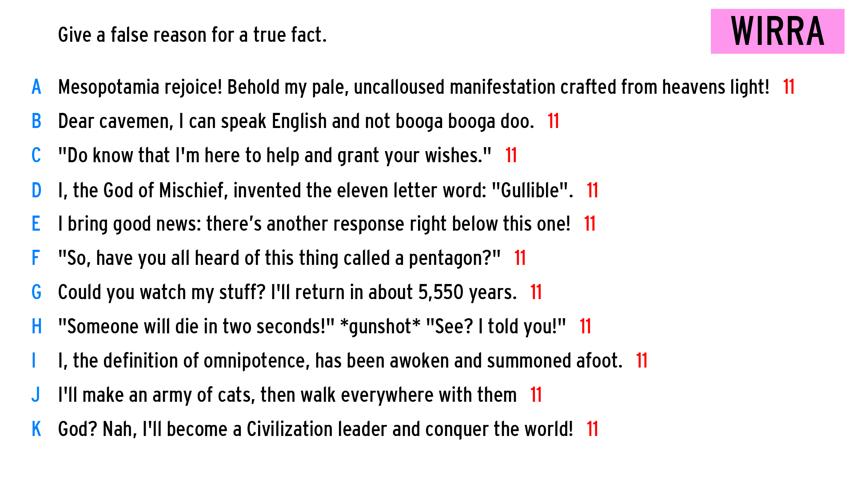 Give a false reason for a true fact.
WIRRA
A Mesopotamia rejoice! Behold my pale, uncalloused manifestation crafted from heavens light! 11
B Dear cavemen, I can speak English and not booga booga doo. 11
C "Do know that I'm here to help and grant your wishes." 11
D I, the God of Mischief, invented the eleven letter word: "Gullible". 11
E I bring good news: there's another response right below this one! 11
F "So, have you all heard of this thing called a pentagon?" 11
G Could you watch my stuff? I'll return in about 5,550 years. 11
H "Someone will die in two seconds!" *gunshot* "See? I told you!" 11
I I, the definition of omnipotence, has been awoken and summoned afoot. 11
J I'll make an army of cats, then walk everywhere with them 11
K God? Nah, I'll become a Civilization leader and conquer the world! 11